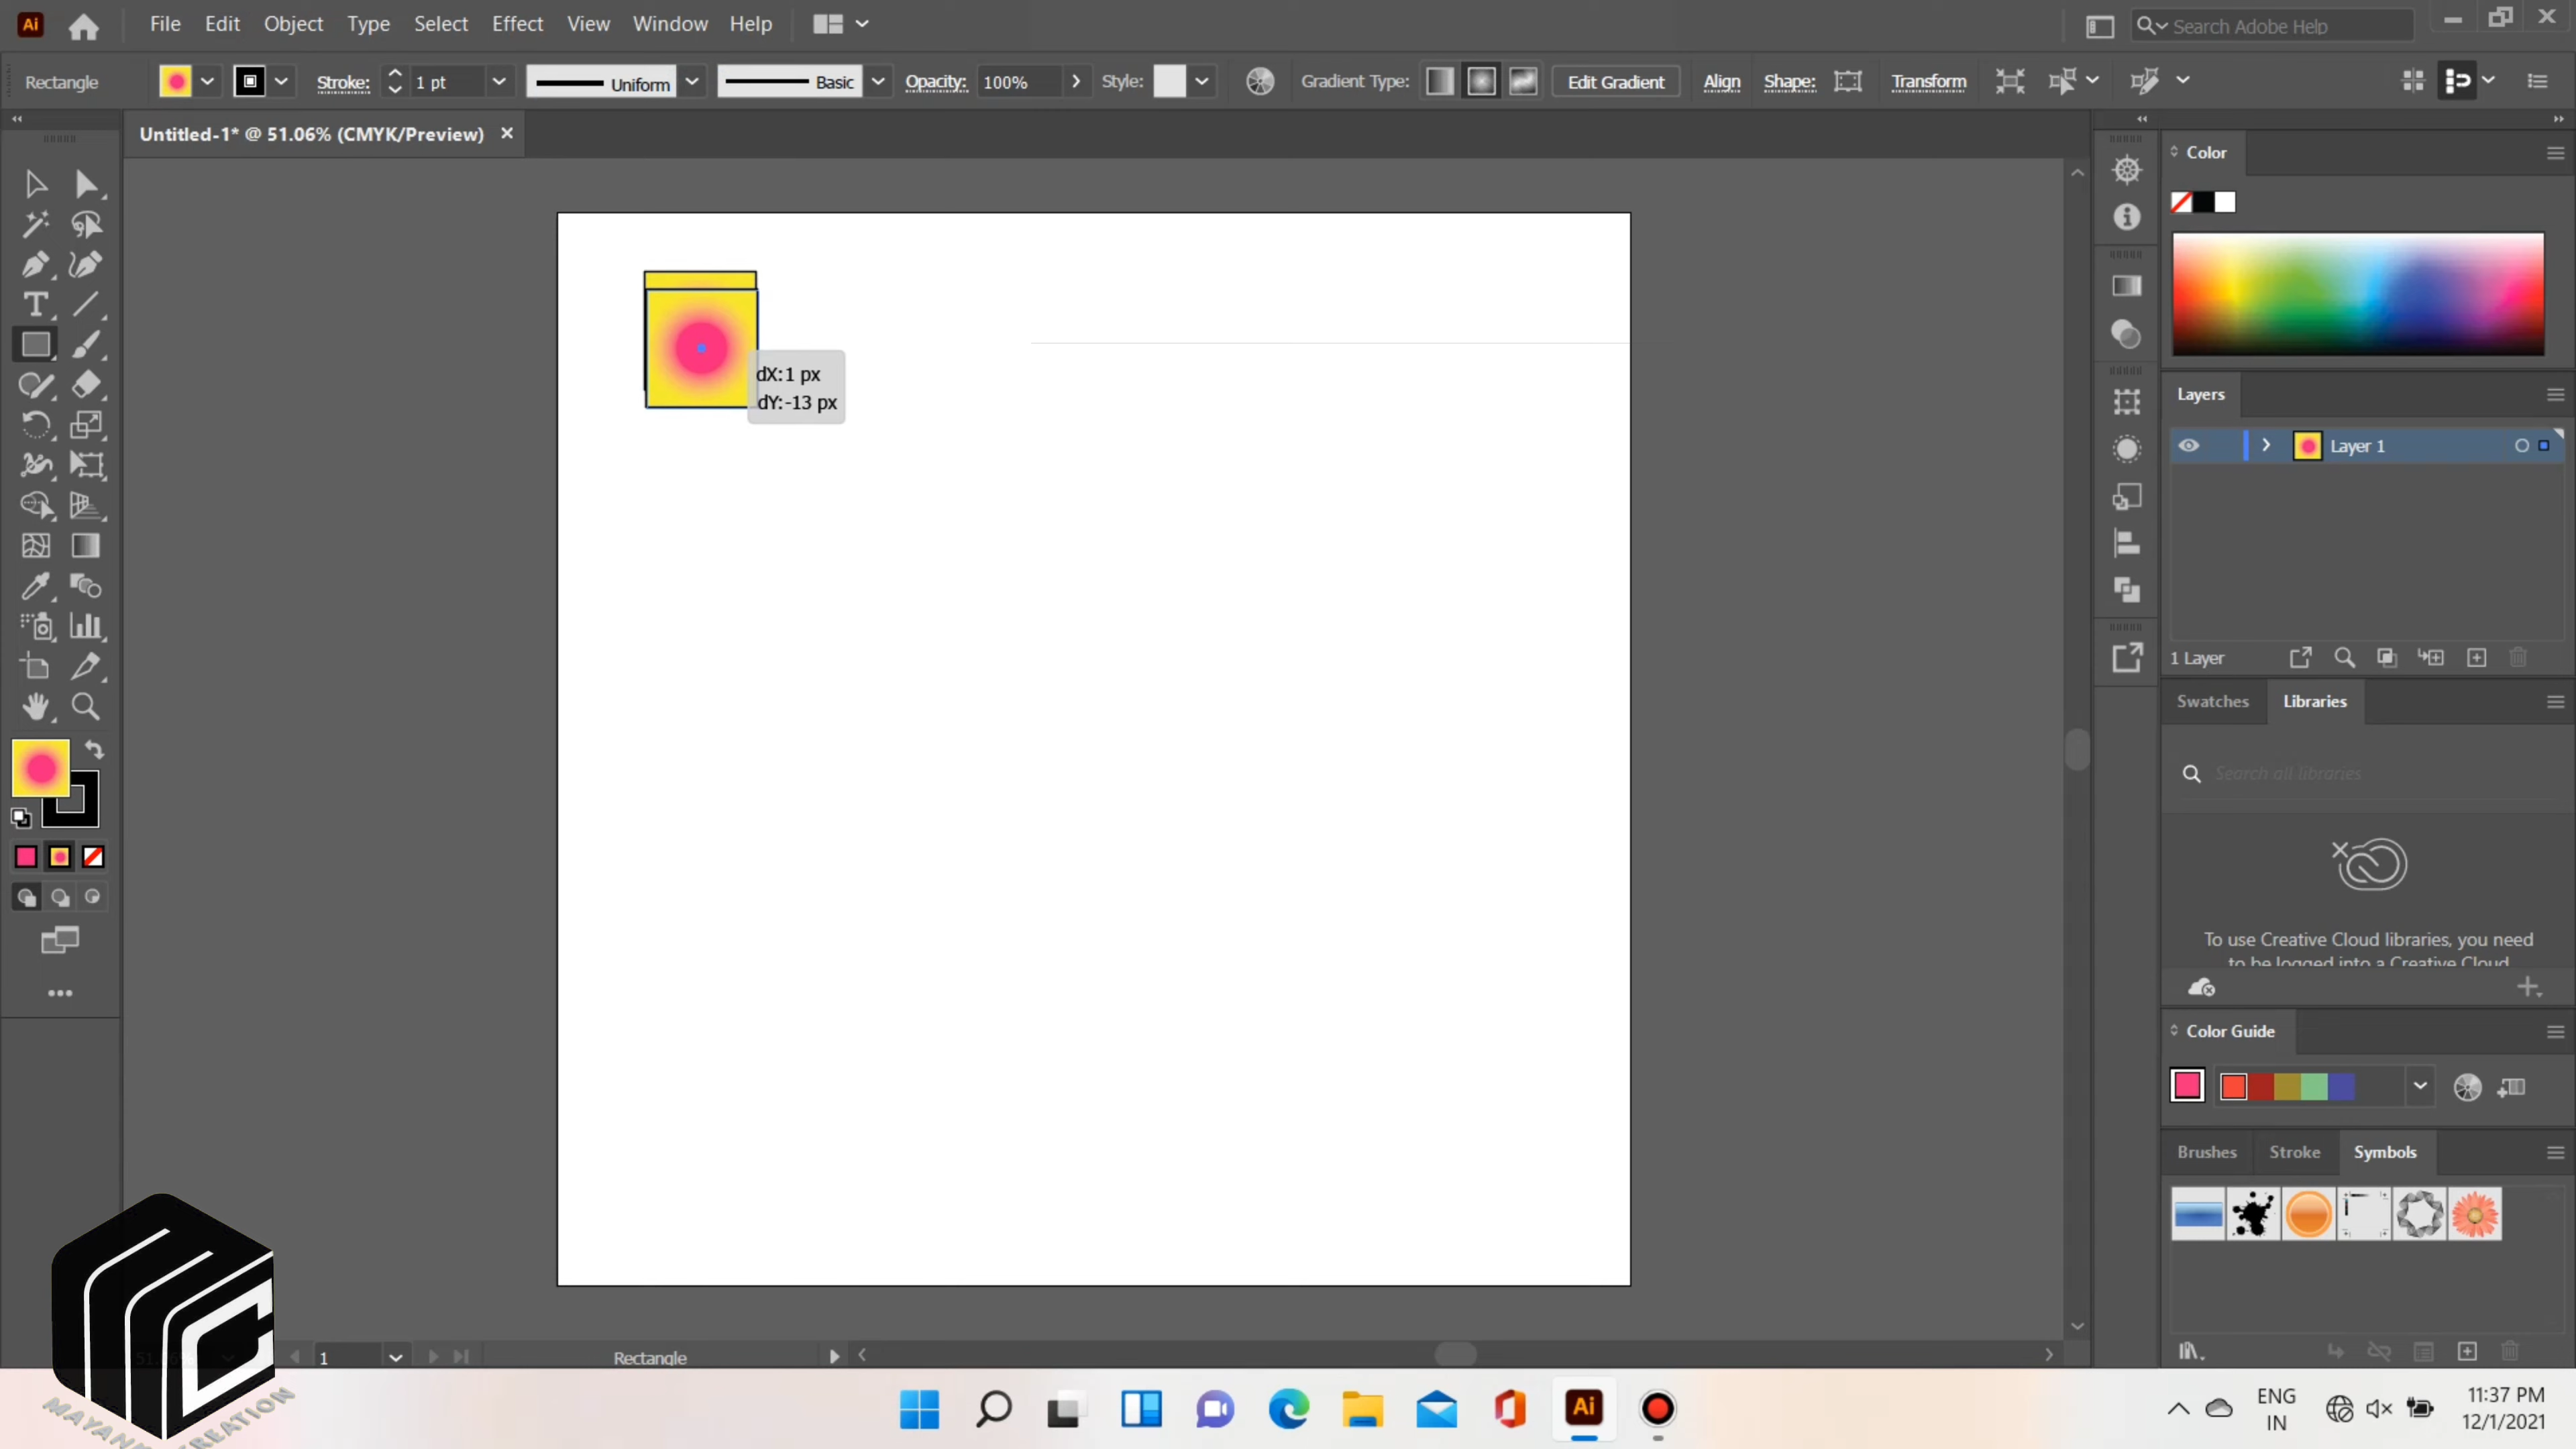 Ai File Edit Object Type Select Effect View Window Help Search Adobe Help
Rectangle Stroke: 1 pt Uniform Basic Opacity: 100% Style: Gradient Type: Edit Gradient Align Shape: Transform
Untitled-1* @ 51.06% (CMYK/Preview)
Color
dX:1 px
dY:-13 px
Layers
Layer 1
1 Layer
Swatches Libraries
Search all libraries
To use Creative Cloud libraries, you need
to be logged into a Creative Cloud
Color Guide
Brushes Stroke Symbols
51.06% 1 Rectangle
MAYANK CREATION
Ai
ENG
IN
11:37 PM
12/1/2021